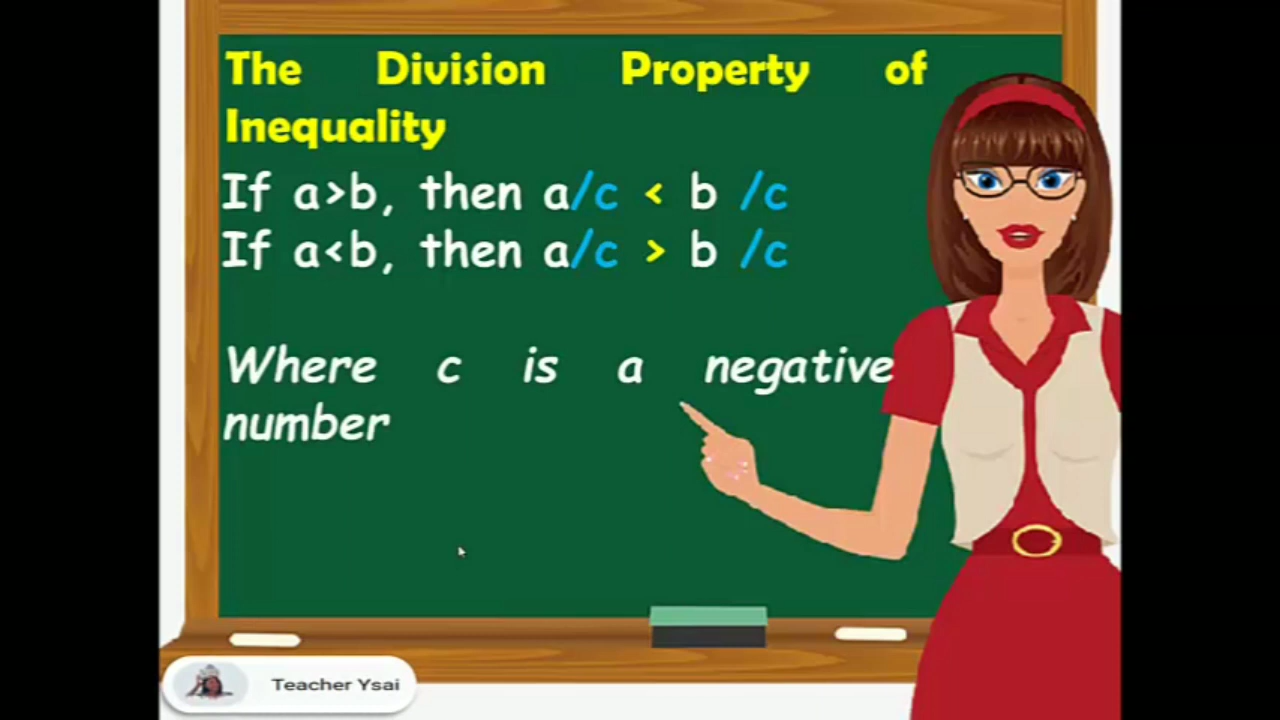 The Division Property of
Inequality
If a>b, then a/c < b /c
If a<b, then a/c > b /c
Where c is a negative
number
Teacher Ysai